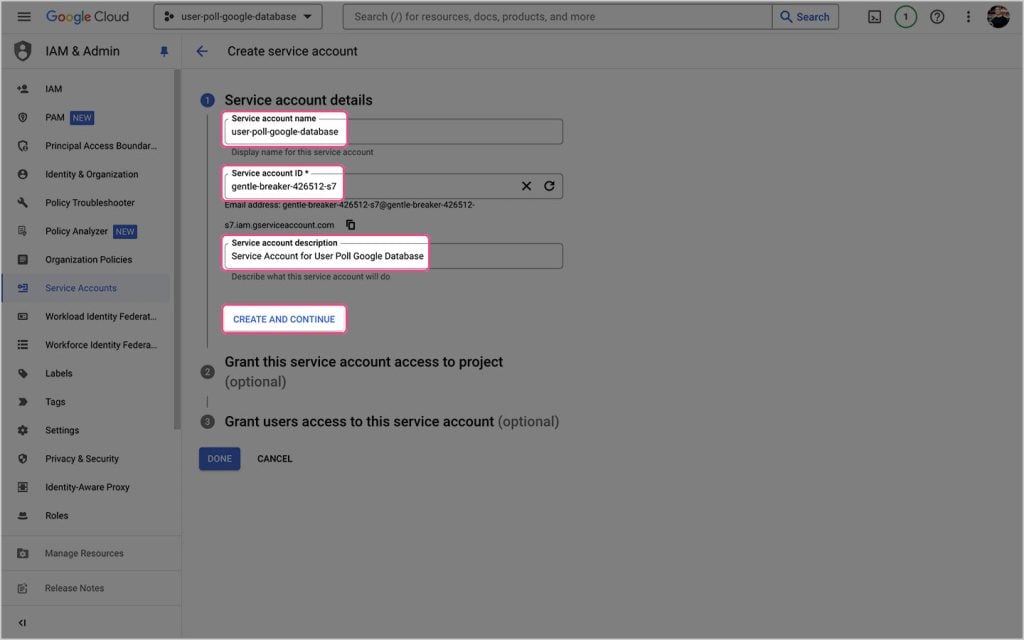 Google Cloud
user-poll-google-database
Search (/) for resources, docs, products, and more
Search
1
IAM & Admin
Create service account
IAM
PAM NEW
Principal Access Boundar...
Identity & Organization
Policy Troubleshooter
Policy Analyzer NEW
Organization Policies
Service Accounts
Workload Identity Federat...
Workforce Identity Federa...
Labels
Tags
Settings
Privacy & Security
Identity-Aware Proxy
Roles
Manage Resources
Release Notes
1 Service account details
Service account name
user-poll-google-database
Display name for this service account
Service account ID *
gentle-breaker-426512-s7
Email address: gentle-breaker-426512-s7@gentle-breaker-426512-
s7.iam.gserviceaccount.com
Service account description
Service Account for User Poll Google Database
Describe what this service account will do
CREATE AND CONTINUE
2 Grant this service account access to project
(optional)
3 Grant users access to this service account (optional)
DONE CANCEL